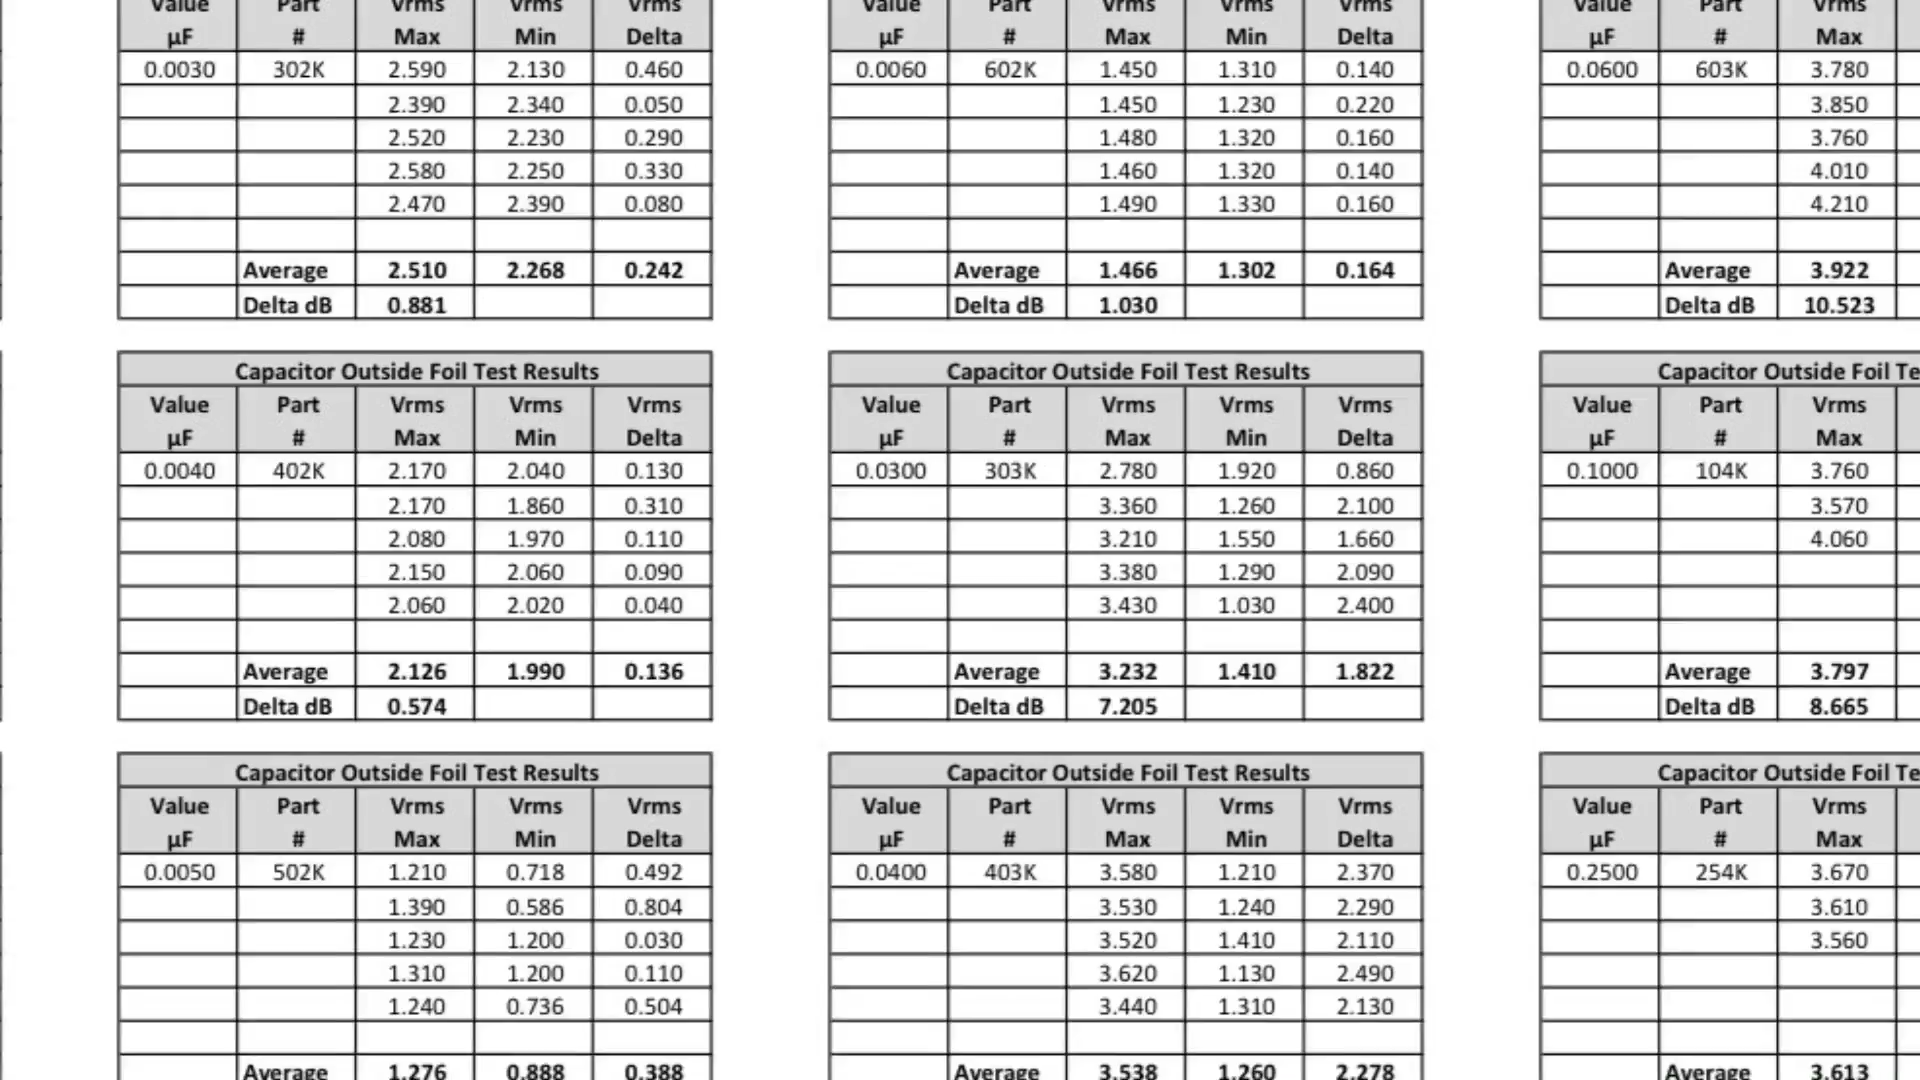 Value Part Vrms Vrms Vrms
µF # Max Min Delta
0.0030 302K 2.590 2.130 0.460
2.390 2.340 0.050
2.520 2.230 0.290
2.580 2.250 0.330
2.470 2.390 0.080
Average 2.510 2.268 0.242
Delta dB 0.881
Capacitor Outside Foil Test Results
Value Part Vrms Vrms Vrms
µF # Max Min Delta
0.0040 402K 2.170 2.040 0.130
2.170 1.860 0.310
2.080 1.970 0.110
2.150 2.060 0.090
2.060 2.020 0.040
Average 2.126 1.990 0.136
Delta dB 0.574
Capacitor Outside Foil Test Results
Value Part Vrms Vrms Vrms
µF # Max Min Delta
0.0050 502K 1.210 0.718 0.492
1.390 0.586 0.804
1.230 1.200 0.030
1.310 1.200 0.110
1.240 0.736 0.504
Average 1.276 0.888 0.388
Value Part Vrms Vrms Vrms
µF # Max Min Delta
0.0060 602K 1.450 1.310 0.140
1.450 1.230 0.220
1.480 1.320 0.160
1.460 1.320 0.140
1.490 1.330 0.160
Average 1.466 1.302 0.164
Delta dB 1.030
Capacitor Outside Foil Test Results
Value Part Vrms Vrms Vrms
µF # Max Min Delta
0.0300 303K 2.780 1.920 0.860
3.360 1.260 2.100
3.210 1.550 1.660
3.380 1.290 2.090
3.430 1.030 2.400
Average 3.232 1.410 1.822
Delta dB 7.205
Capacitor Outside Foil Test Results
Value Part Vrms Vrms Vrms
µF # Max Min Delta
0.0400 403K 3.580 1.210 2.370
3.530 1.240 2.290
3.520 1.410 2.110
3.620 1.130 2.490
3.440 1.310 2.130
Average 3.538 1.260 2.278
Value Part Vrms
µF # Max
0.0600 603K 3.780
3.850
3.760
4.010
4.210
Average 3.922
Delta dB 10.523
Capacitor Outside Foil Te
Value Part Vrms
µF # Max
0.1000 104K 3.760
3.570
4.060
Average 3.797
Delta dB 8.665
Capacitor Outside Foil Te
Value Part Vrms
µF # Max
0.2500 254K 3.670
3.610
3.560
Average 3.613